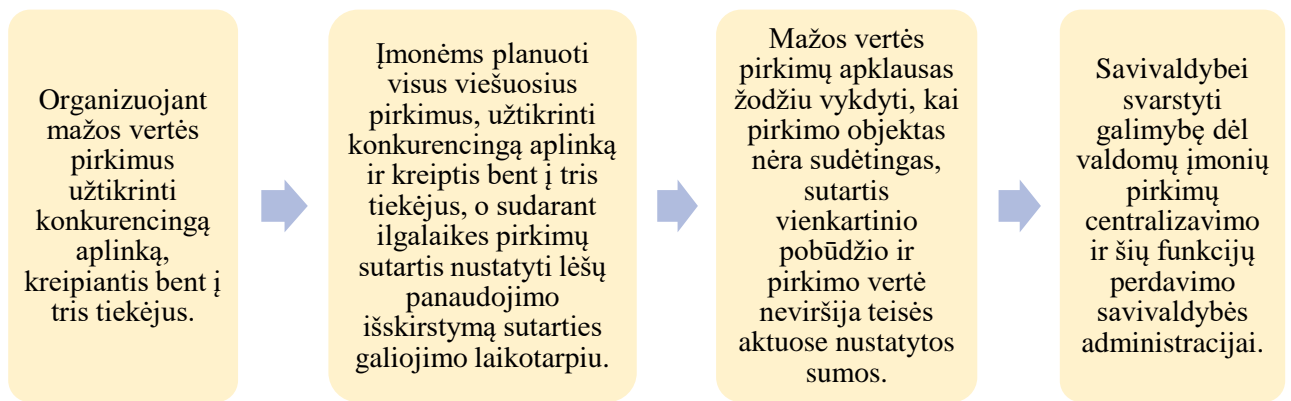 Organizuojant
mažos vertės
pirkimus
užtikrinti
konkurencingą
aplinką,
kreipiantis bent į
tris tiekėjus.
Įmonėms planuoti
visus viešuosius
pirkimus, užtikrinti
konkurencingą aplinką
ir kreiptis bent į tris
tiekėjus, o sudarant
ilgalaikes pirkimų
sutartis nustatyti lėšų
panaudojimo
išskirstymą sutarties
galiojimo laikotarpiu.
Mažos vertės
pirkimų apklausas
žodžiu vykdyti, kai
pirkimo objektas
nėra sudėtingas,
sutartis
vienkartinio
pobūdžio ir
pirkimo vertė
neviršija teisės
aktuose nustatytos
sumos.
Savivaldybei
svarstyti
galimybę dėl
valdomų įmonių
pirkimų
centralizavimo
ir šių funkcijų
perdavimo
savivaldybės
administracijai.